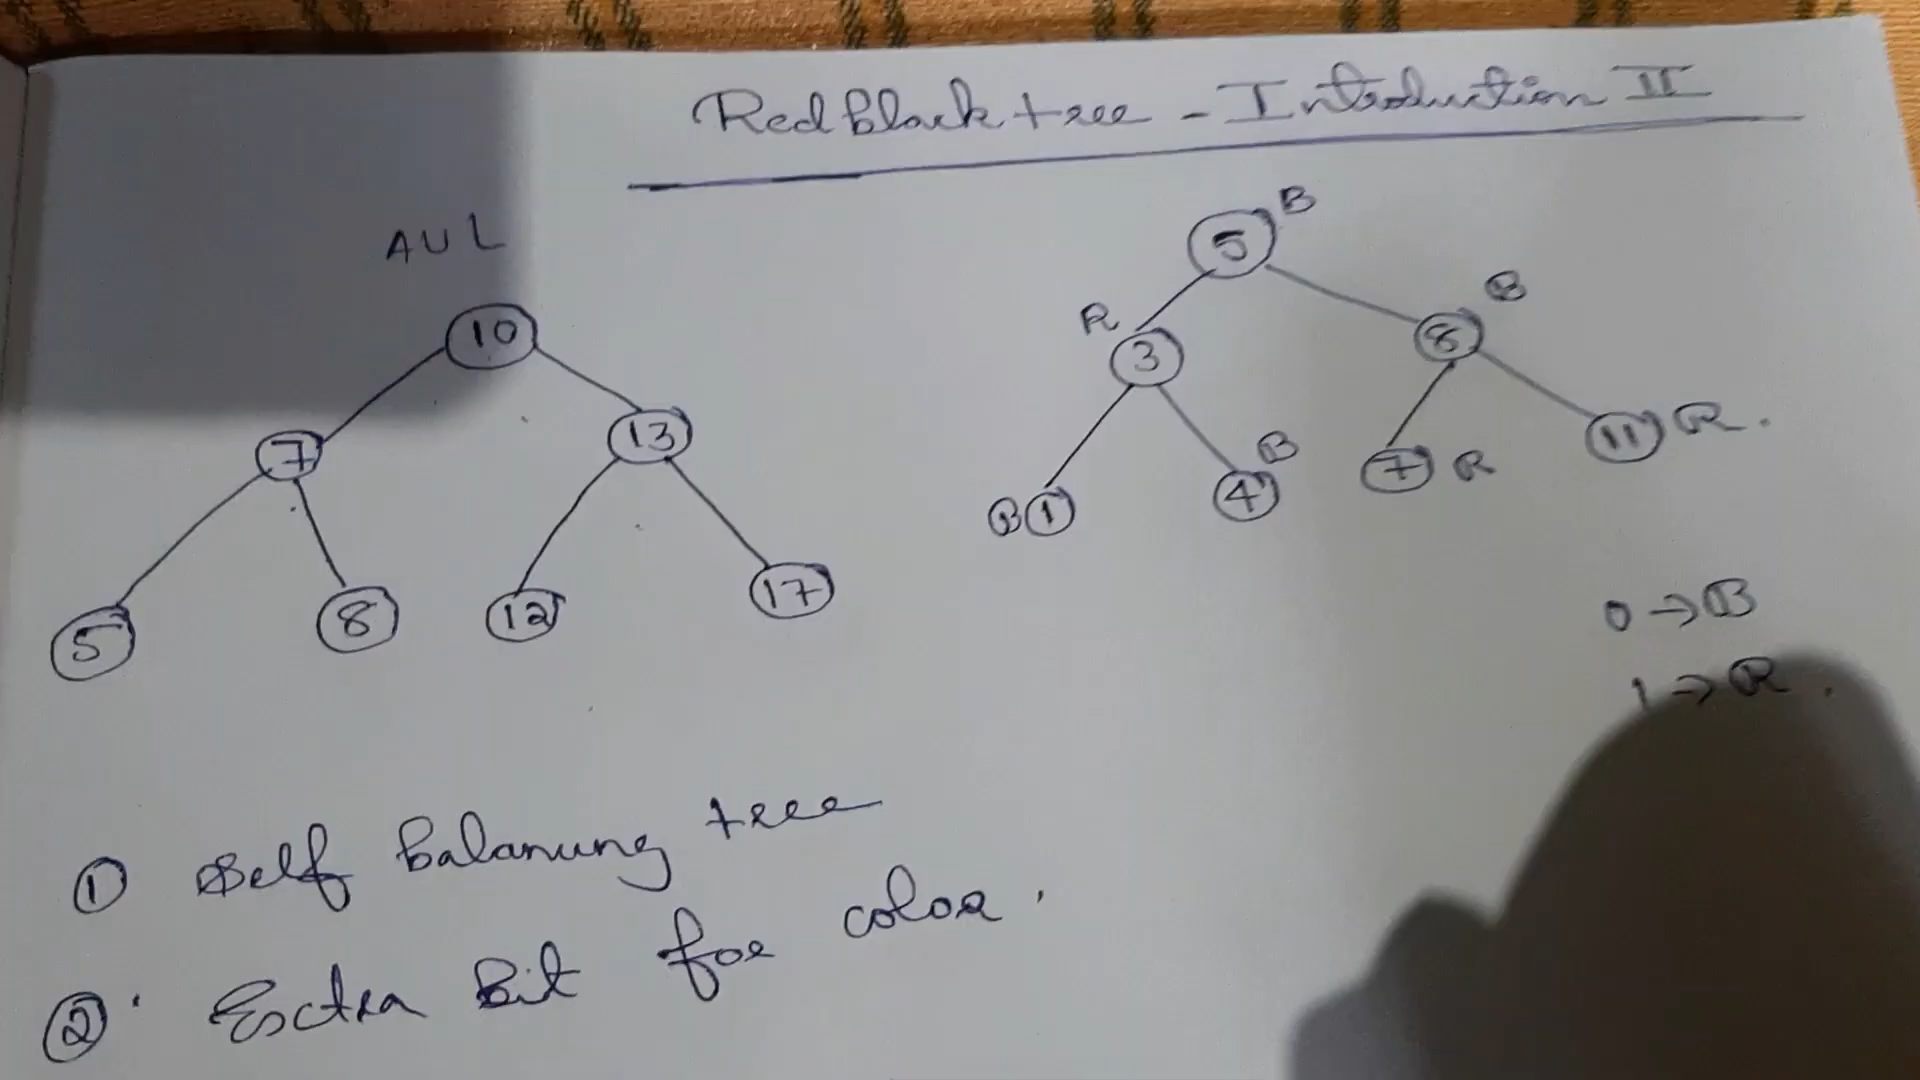 Red Black tree - Introduction II
AVL
10
7 13
5 8 12 17
5 B
R 3 8 B
B 1 4 B 7 R 11 R.
0 → B
1 → R.
① Self Balancing tree
② Extra Bit for color.